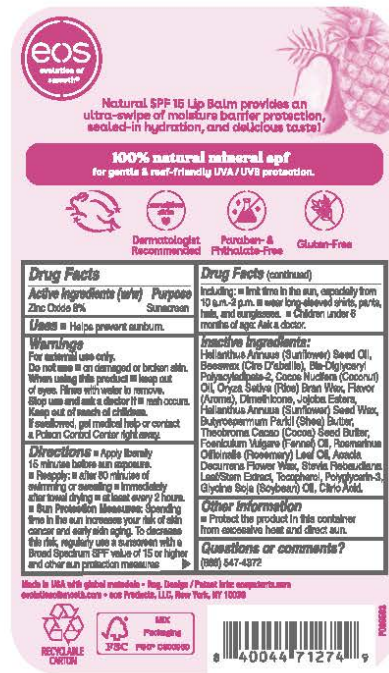 eos
evolution of
smooth®
Natural SPF 15 Lip Balm provides an
ultra-swipe of moisture barrier protection,
sealed-in hydration, and delicious taste!
100% natural mineral spf
for gentle & reef-friendly UVA / UVB protection.
sensitive
skin
Dermatologist
Recommended
Paraben- &
Phthalate-Free
Gluten-Free
Drug Facts
Active Ingredients (w/w) Purpose
Zinc Oxide 8% Sunscreen
Uses ▪ Helps prevent sunburn.
Warnings
For external use only.
Do not use ▪ on damaged or broken skin.
When using this product ▪ keep out
of eyes. Rinse with water to remove.
Stop use and ask a doctor if ▪ rash occurs.
Keep out of reach of children.
If swallowed, get medical help or contact
a Poison Control Center right away.
Directions ▪ Apply liberally
15 minutes before sun exposure.
▪ Reapply: ▪ after 80 minutes of
swimming or sweating ▪ immediately
after towel drying ▪ at least every 2 hours.
▪ Sun Protection Measures: Spending
time in the sun increases your risk of skin
cancer and early skin aging. To decrease
this risk, regularly use a sunscreen with a
Broad Spectrum SPF value of 15 or higher
and other sun protection measures
Drug Facts (continued)
including: ▪ limit time in the sun, especially from
10 a.m.-2 p.m. ▪ wear long-sleeved shirts, pants,
hats, and sunglasses. ▪ Children under 6
months of age: Ask a doctor.
Inactive Ingredients:
Helianthus Annuus (Sunflower) Seed Oil,
Beeswax (Cire D'abeille), Bis-Diglyceryl
Polyacyladipate-2, Cocos Nucifera (Coconut)
Oil, Oryza Sativa (Rice) Bran Wax, Flavor
(Aroma), Dimethicone, Jojoba Esters,
Helianthus Annuus (Sunflower) Seed Wax,
Butyrospermum Parkii (Shea) Butter,
Theobroma Cacao (Cocoa) Seed Butter,
Foeniculum Vulgare (Fennel) Oil, Rosmarinus
Officinalis (Rosemary) Leaf Oil, Acacia
Decurrens Flower Wax, Stevia Rebaudiana
Leaf/Stem Extract, Tocopherol, Polyglycerin-3,
Glycine Soja (Soybean) Oil, Citric Acid.
Other Information
▪ Protect the product in this container
from excessive heat and direct sun.
Questions or comments?
(888) 547-4372
Made in USA with global materials • Reg. Design / Patent Info: eospatents.com
evolutionofsmooth.com • eos Products, LLC, New York, NY 10036
RECYCLABLE
CARTON
FSC
MIX
Packaging
8 40044 71274 9